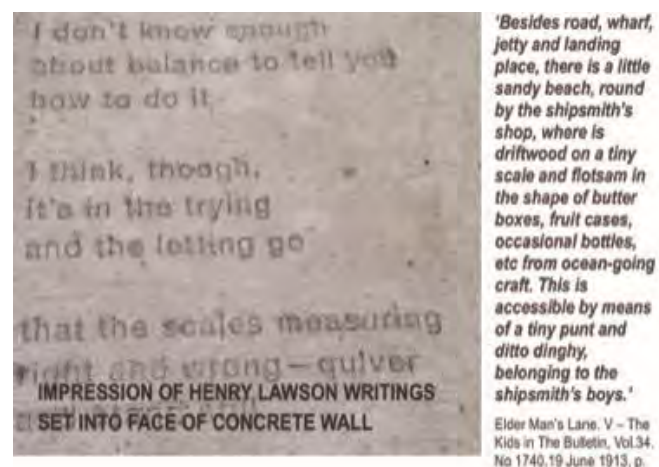 I don't know enough
about balance to tell you
how to do it
I think, though,
it's in the trying
and the letting go
that the scales measuring
right and wrong—quiver
IMPRESSION OF HENRY LAWSON WRITINGS
SET INTO FACE OF CONCRETE WALL
'Besides road, wharf,
jetty and landing
place, there is a little
sandy beach, round
by the shipsmith's
shop, where is
driftwood on a tiny
scale and flotsam in
the shape of butter
boxes, fruit cases,
occasional bottles,
etc from ocean-going
craft. This is
accessible by means
of a tiny punt and
ditto dinghy,
belonging to the
shipsmith's boys.'
Elder Man's Lane. V – The
Kids in The Bulletin, Vol.34.
No 1740.19 June 1913, p.